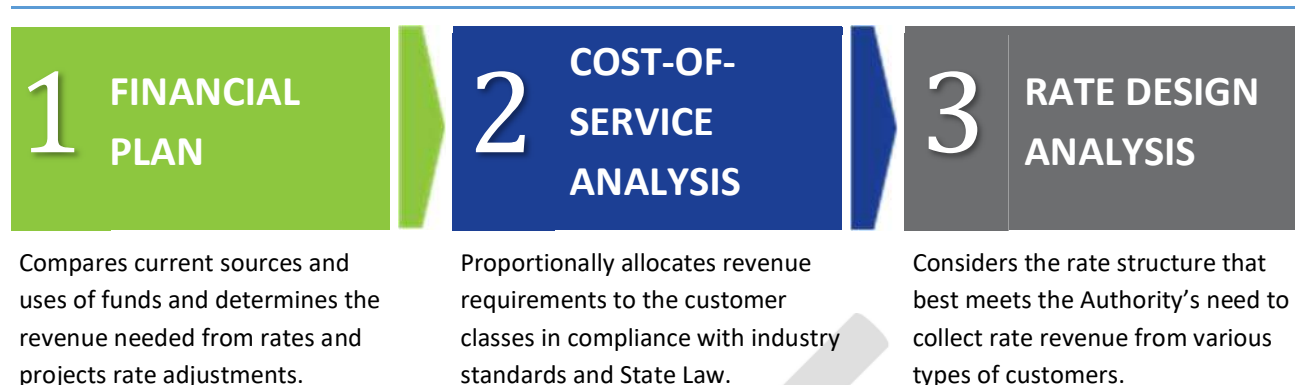 1
FINANCIAL
PLAN
Compares current sources and
uses of funds and determines the
revenue needed from rates and
projects rate adjustments.
2
COST-OF-
SERVICE
ANALYSIS
Proportionally allocates revenue
requirements to the customer
classes in compliance with industry
standards and State Law.
3
RATE DESIGN
ANALYSIS
Considers the rate structure that
best meets the Authority’s need to
collect rate revenue from various
types of customers.